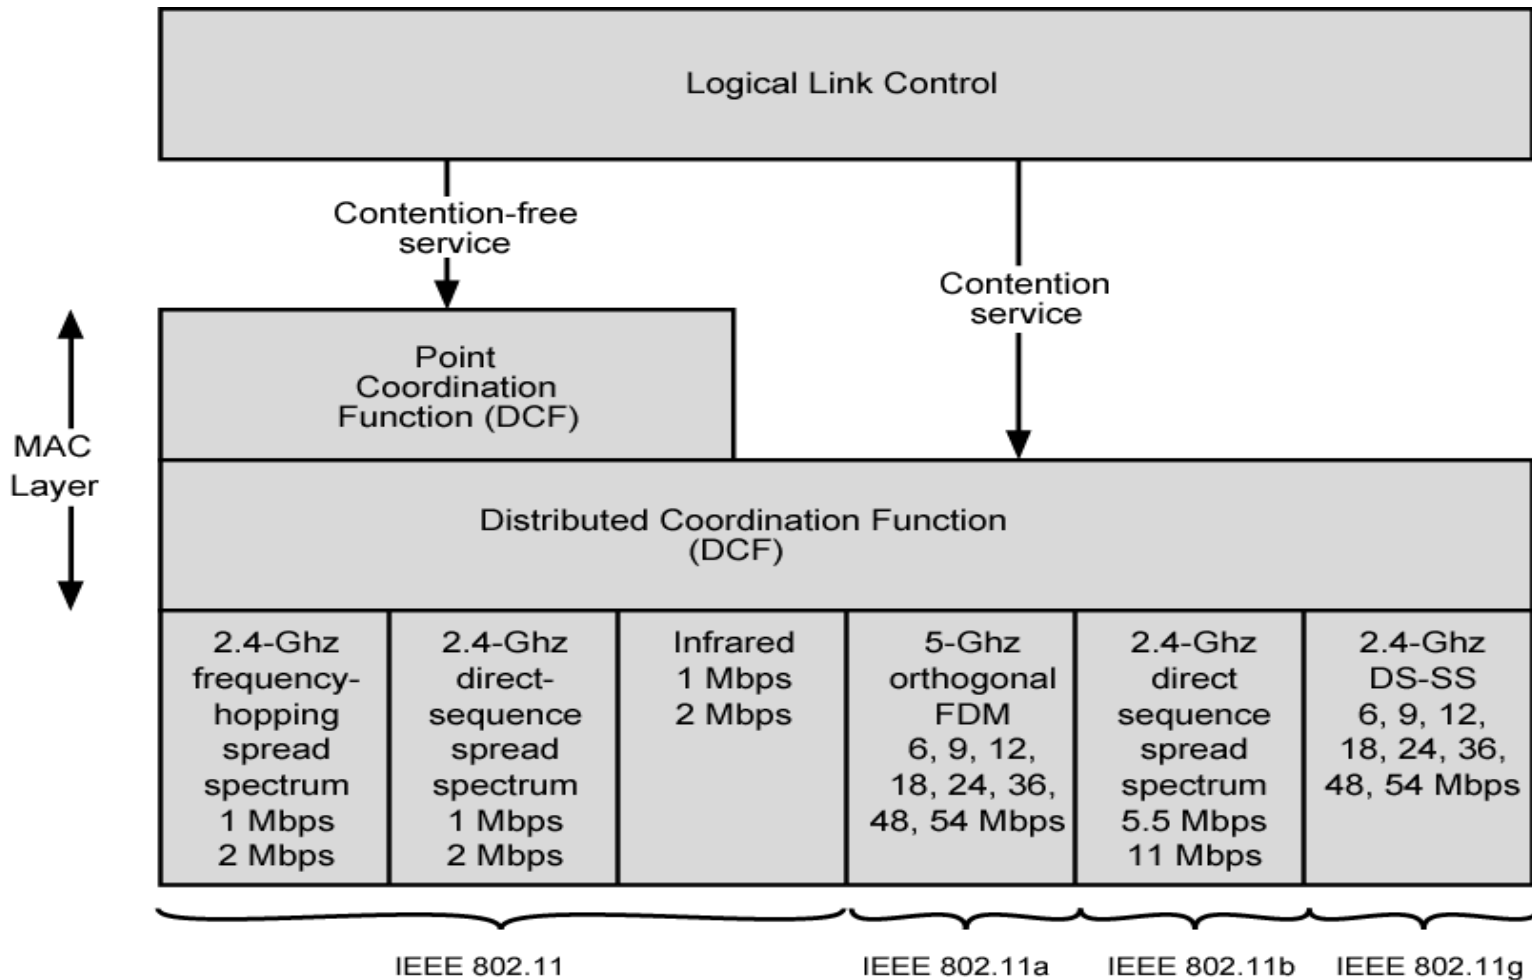 Logical Link Control
Contention-free
service
Contention
service
Point
Coordination
Function (DCF)
MAC
Layer
Distributed Coordination Function
(DCF)
2.4-Ghz
frequency-
hopping
spread
spectrum
1 Mbps
2 Mbps
2.4-Ghz
direct-
sequence
spread
spectrum
1 Mbps
2 Mbps
Infrared
1 Mbps
2 Mbps
5-Ghz
orthogonal
FDM
6, 9, 12,
18, 24, 36,
48, 54 Mbps
2.4-Ghz
direct
sequence
spread
spectrum
5.5 Mbps
11 Mbps
2.4-Ghz
DS-SS
6, 9, 12,
18, 24, 36,
48, 54 Mbps
IEEE 802.11
IEEE 802.11a
IEEE 802.11b
IEEE 802.11g